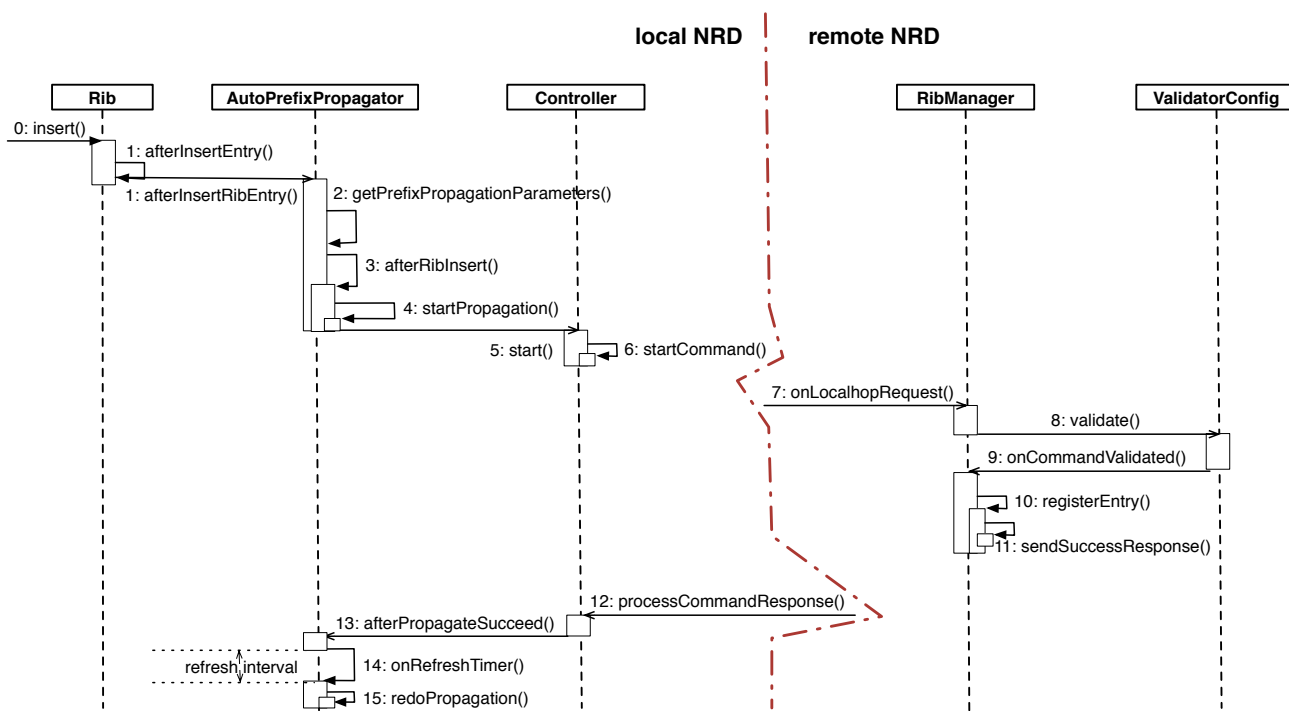 local NRD
remote NRD
Rib
AutoPrefixPropagator
Controller
RibManager
ValidatorConfig
0: insert()
1: afterInsertEntry()
1: afterInsertRibEntry()
2: getPrefixPropagationParameters()
3: afterRibInsert()
4: startPropagation()
5: start()
6: startCommand()
7: onLocalhopRequest()
8: validate()
9: onCommandValidated()
10: registerEntry()
11: sendSuccessResponse()
12: processCommandResponse()
13: afterPropagateSucceed()
refresh interval
14: onRefreshTimer()
15: redoPropagation()